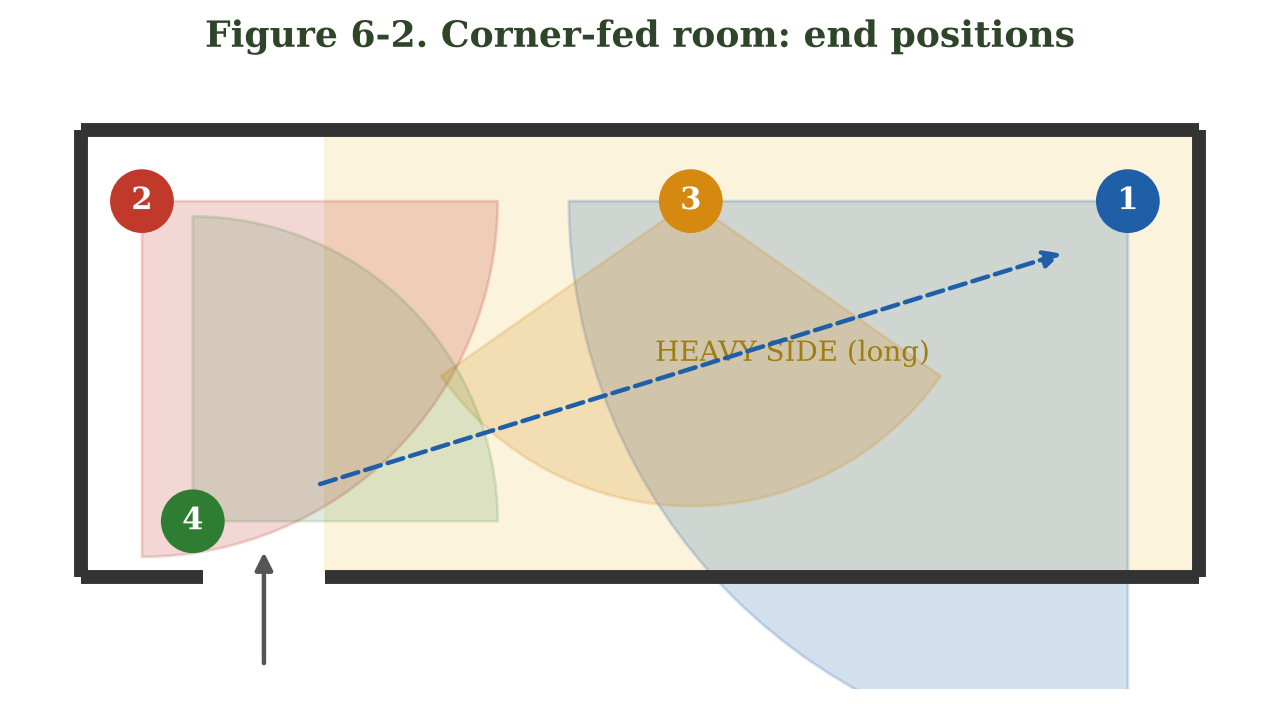 Figure 6-2. Corner-fed room: end positions
2
3
1
HEAVY SIDE (long)
4